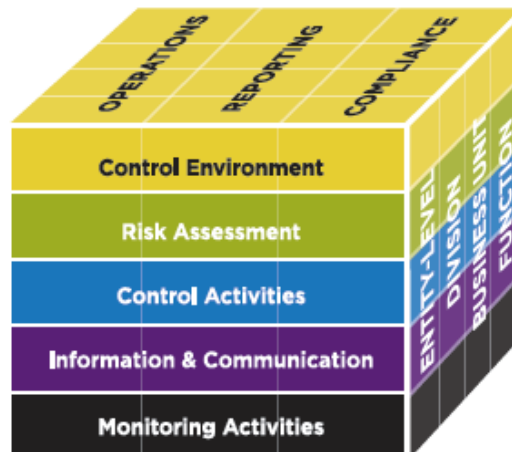 OPERATIONS
REPORTING
COMPLIANCE
Control Environment
Risk Assessment
Control Activities
Information & Communication
Monitoring Activities
ENTITY-LEVEL
DIVISION
BUSINESS UNIT
FUNCTION